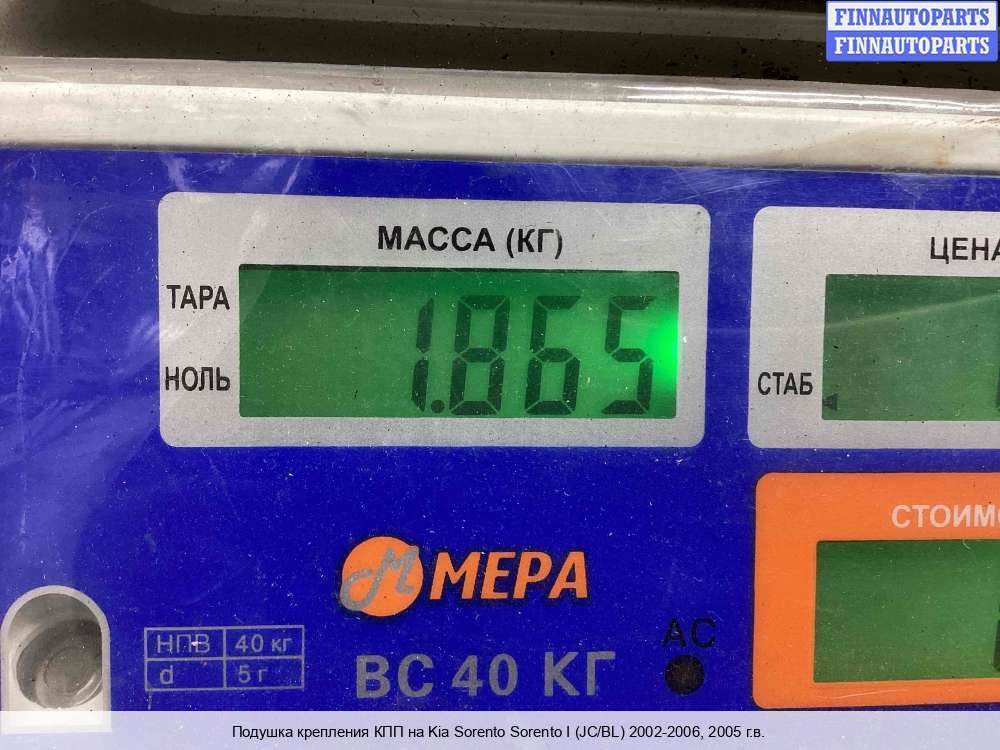 FINNAUTOPARTS
FINNAUTOPARTS
МАССА (КГ)
ЦЕНА
ТАРА
1.865
НОЛЬ
СТАБ
СТОИМО
М МЕРА
АС
НПВ 40 кг
d 5 г
ВС 40 КГ
Подушка крепления КПП на Kia Sorento Sorento I (JC/BL) 2002-2006, 2005 г.в.